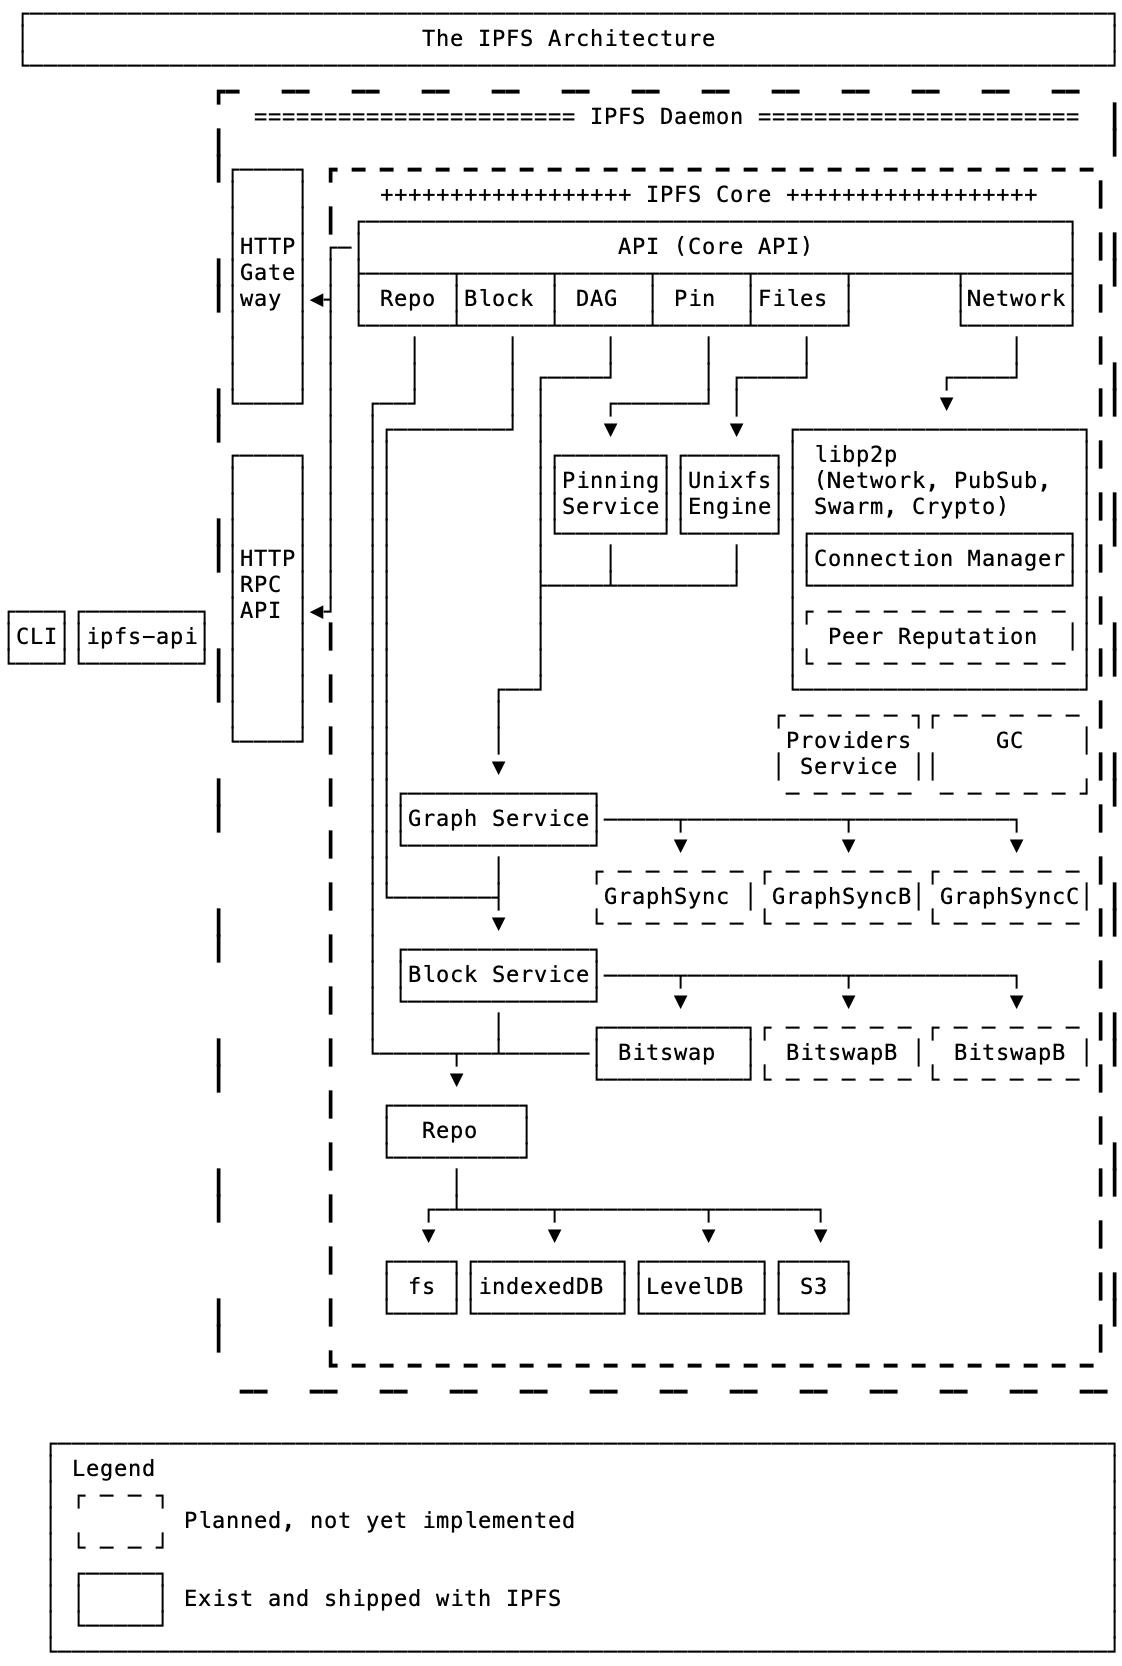 The IPFS Architecture
======================= IPFS Daemon =======================
++++++++++++++++++ IPFS Core ++++++++++++++++++
HTTP
Gate
way
API (Core API)
Repo
Block
DAG
Pin
Files
Network
Pinning
Service
Unixfs
Engine
libp2p
(Network, PubSub,
Swarm, Crypto)
Connection Manager
Peer Reputation
HTTP
RPC
API
CLI
ipfs-api
Providers
Service
GC
Graph Service
GraphSync
GraphSyncB
GraphSyncC
Block Service
Bitswap
BitswapB
BitswapB
Repo
fs
indexedDB
LevelDB
S3
Legend
Planned, not yet implemented
Exist and shipped with IPFS